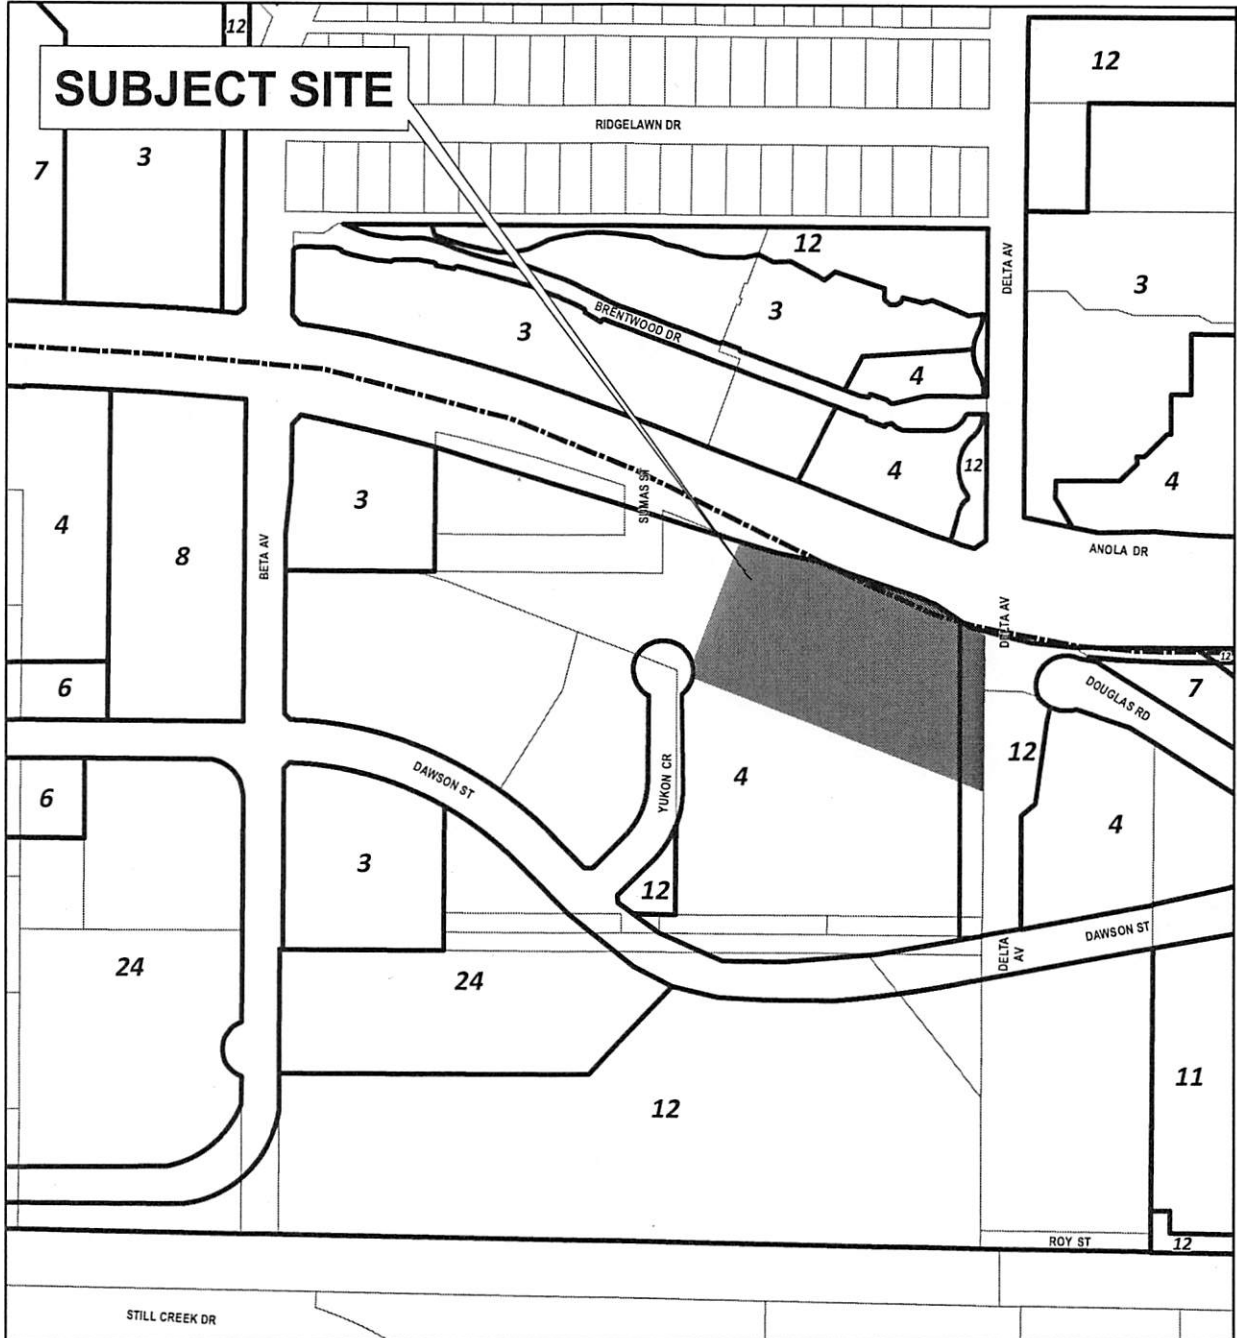 12
SUBJECT SITE
12
RIDGELAWN DR
7
3
12
DELTA AV
3
3
BRENTWOOD DR
3
4
4
12
4
3
SUMAS ST
4
8
BETA AV
ANOLA DR
DELTA AV
12
6
7
DOUGLAS RD
12
DAWSON ST
4
YUKON CR
6
4
3
12
DAWSON ST
DELTA
AV
24
24
11
12
ROY ST
12
STILL CREEK DR